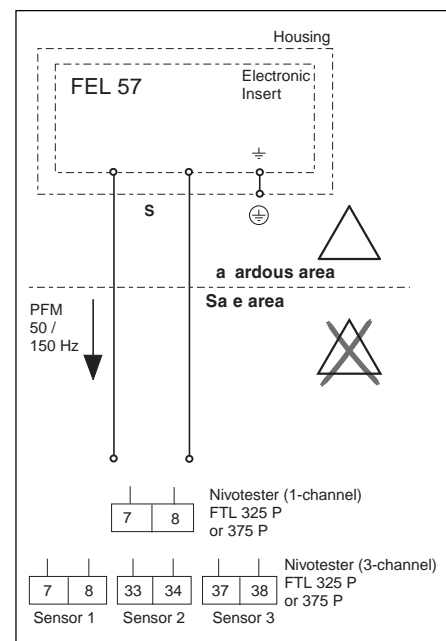 Housing
FEL 57
Electronic
Insert
S
a ardous area
Sa e area
PFM
50 /
150 Hz
Nivotester (1-channel)
FTL 325 P
or 375 P
7 8
Nivotester (3-channel)
FTL 325 P
or 375 P
7 8 33 34 37 38
Sensor 1 Sensor 2 Sensor 3